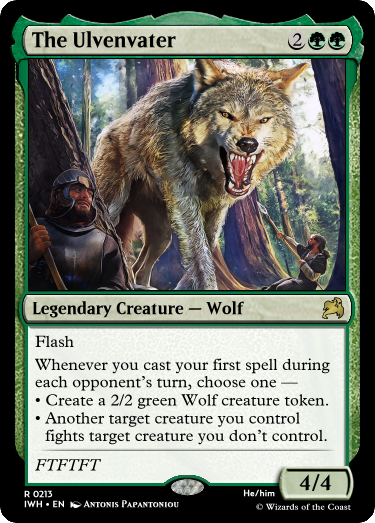 The Ulvenvater 2
Legendary Creature — Wolf
Flash
Whenever you cast your first spell during
each opponent's turn, choose one —
• Create a 2/2 green Wolf creature token.
• Another target creature you control
fights target creature you don't control.
FTFTFT
4/4
R 0213 He/him
IWH • EN Antonis Papantoniou © Wizards of the Coast